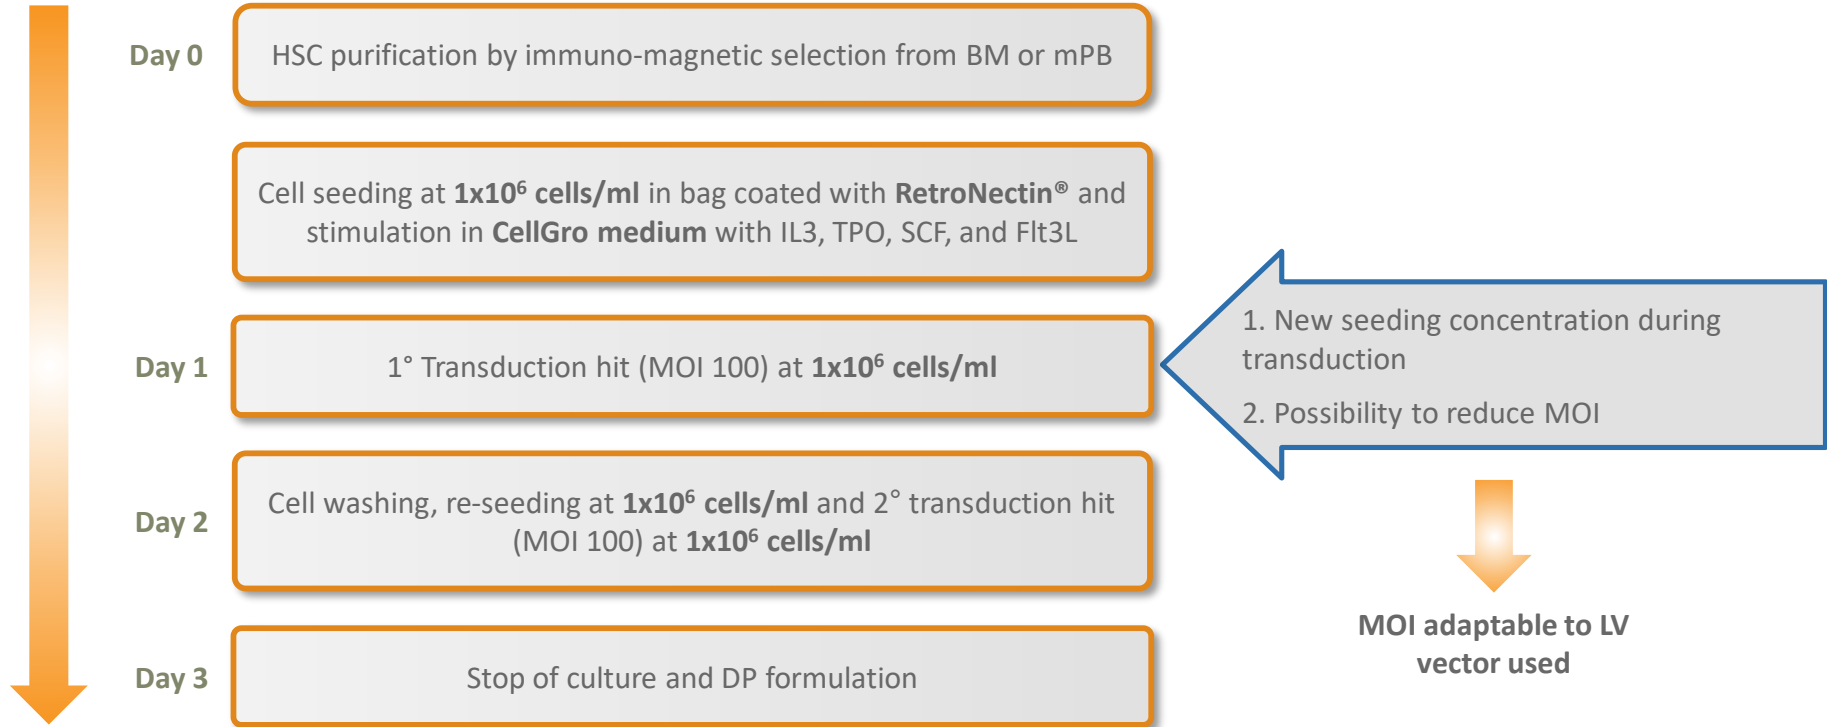 Day 0
HSC purification by immuno-magnetic selection from BM or mPB
Cell seeding at 1x10⁶ cells/ml in bag coated with RetroNectin® and
stimulation in CellGro medium with IL3, TPO, SCF, and Flt3L
Day 1
1° Transduction hit (MOI 100) at 1x10⁶ cells/ml
1. New seeding concentration during
transduction
2. Possibility to reduce MOI
Day 2
Cell washing, re-seeding at 1x10⁶ cells/ml and 2° transduction hit
(MOI 100) at 1x10⁶ cells/ml
MOI adaptable to LV
vector used
Day 3
Stop of culture and DP formulation